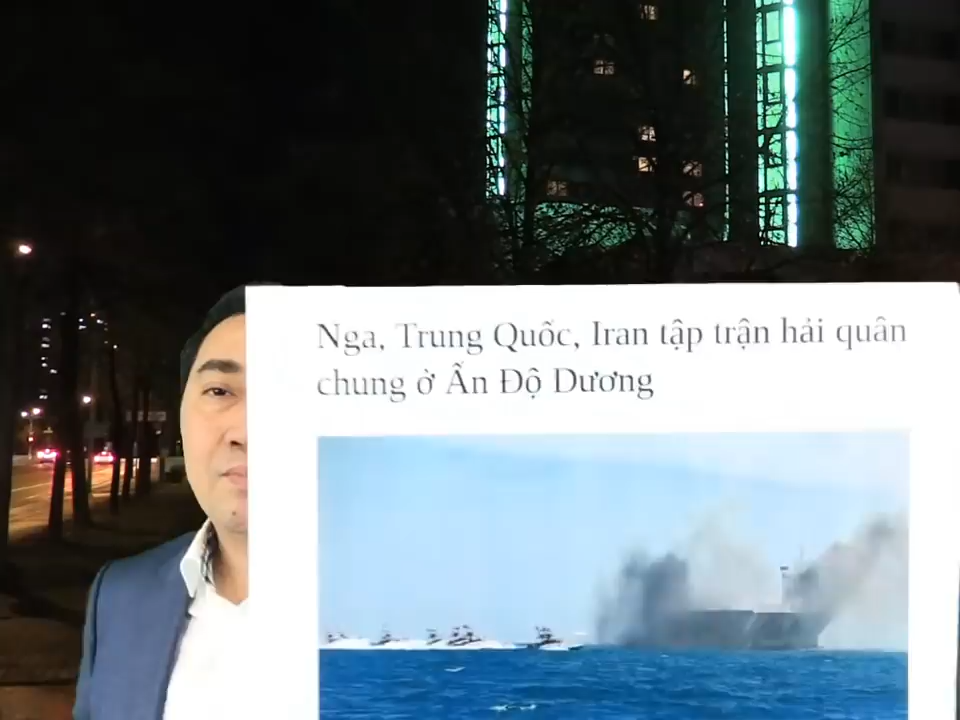 Nga, Trung Quốc, Iran tập trận hải quân
chung ở Ấn Độ Dương